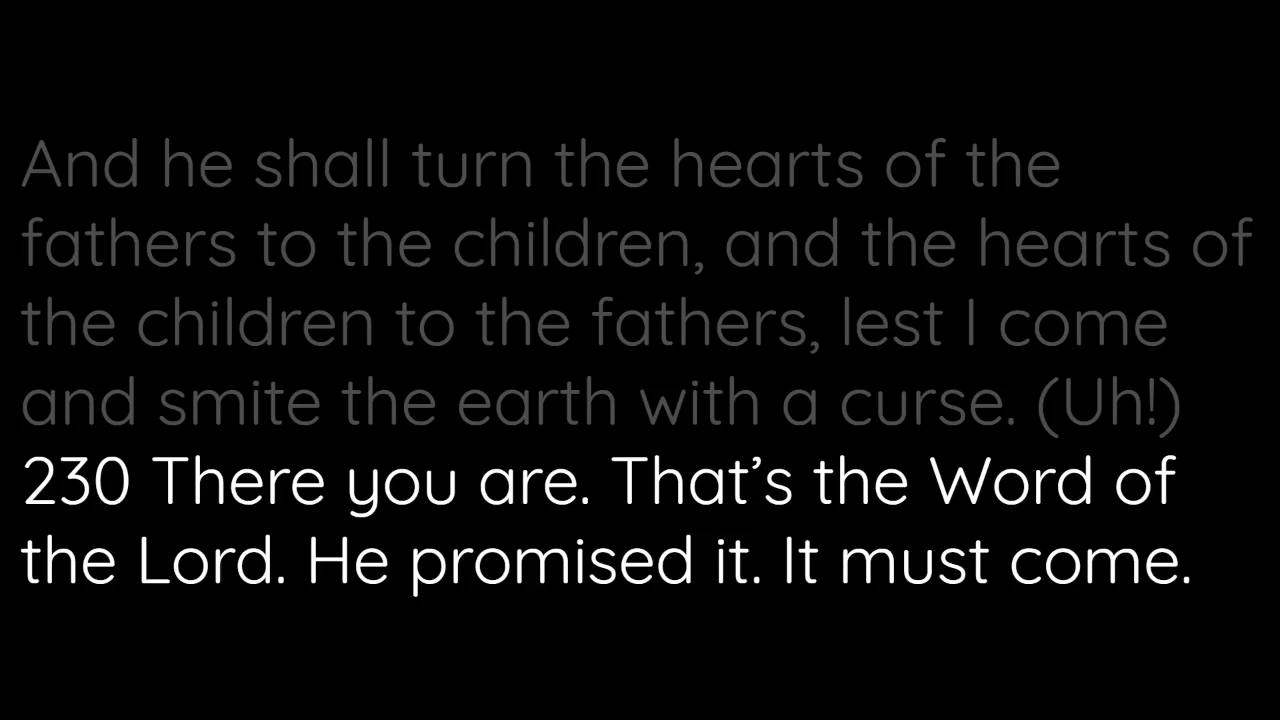 And he shall turn the hearts of the
fathers to the children, and the hearts of
the children to the fathers, lest I come
and smite the earth with a curse. (Uh!)
230 There you are. That’s the Word of
the Lord. He promised it. It must come.